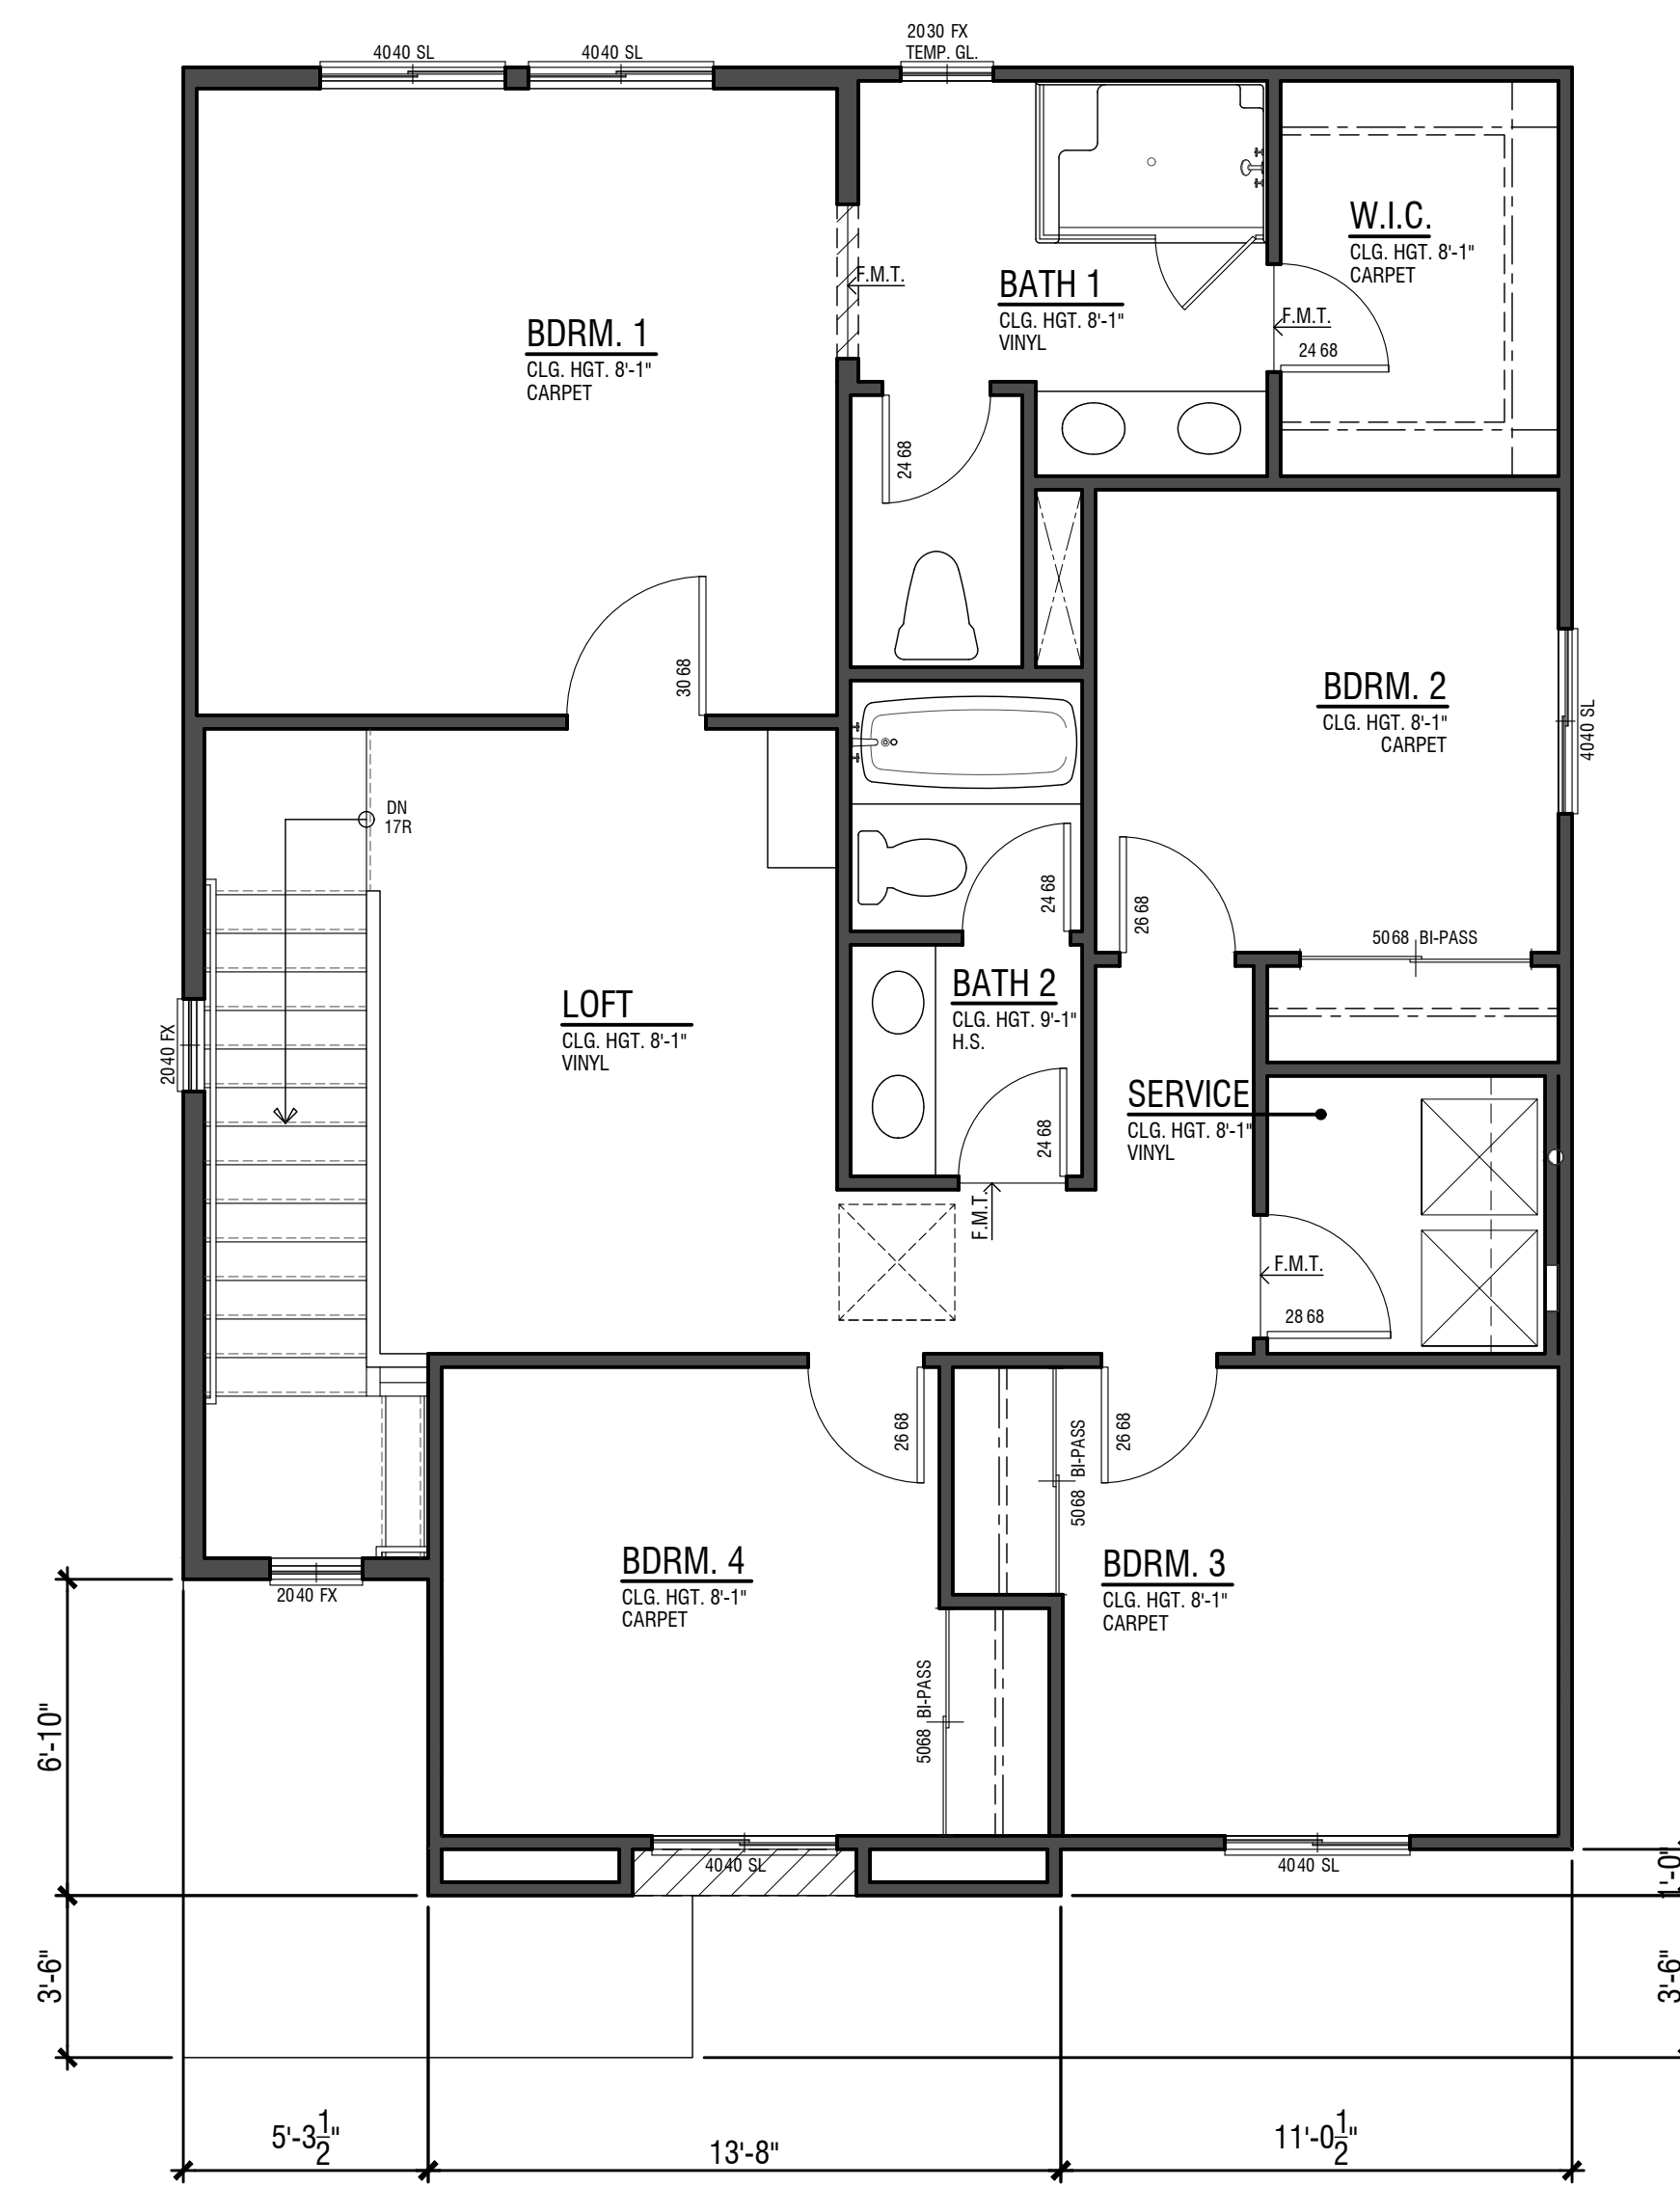 2030 FX
TEMP. GL.
4040 SL
4040 SL
W.I.C.
CLG. HGT. 8'-1"
CARPET
F.M.T.
BATH 1
CLG. HGT. 8'-1"
VINYL
F.M.T.
24 68
BDRM. 1
CLG. HGT. 8'-1"
CARPET
24 68
30 68
BDRM. 2
CLG. HGT. 8'-1"
CARPET
4040 SL
DN
17R
24 68
26 68
5068 BI-PASS
BATH 2
CLG. HGT. 9'-1"
H.S.
LOFT
CLG. HGT. 8'-1"
VINYL
2040 FX
SERVICE
CLG. HGT. 8'-1"
VINYL
24 68
F.M.T.
F.M.T.
28 68
26 68
5068 BI-PASS
26 68
BDRM. 4
CLG. HGT. 8'-1"
CARPET
BDRM. 3
CLG. HGT. 8'-1"
CARPET
2040 FX
5068 BI-PASS
6'-10"
4040 SL
4040 SL
1'-0"
3'-6"
3'-6"
5'-3 1/2"
13'-8"
11'-0 1/2"